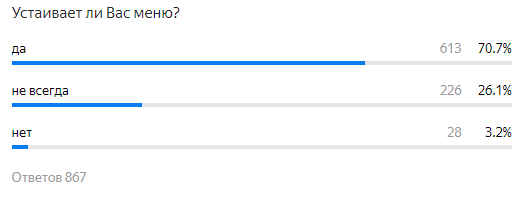 Устаивает ли Вас меню?
да 613 70.7%
не всегда 226 26.1%
нет 28 3.2%
Ответов 867